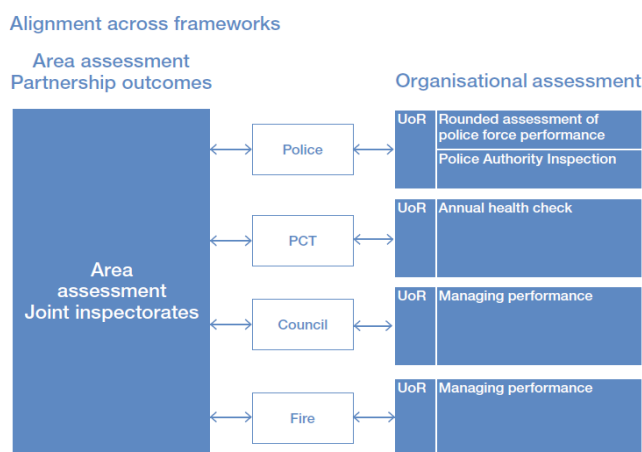 Alignment across frameworks
Area assessment
Partnership outcomes
Organisational assessment
Area
assessment
Joint inspectorates
Police
UoR
Rounded assessment of
police force performance
Police Authority Inspection
PCT
UoR
Annual health check
Council
UoR
Managing performance
Fire
UoR
Managing performance